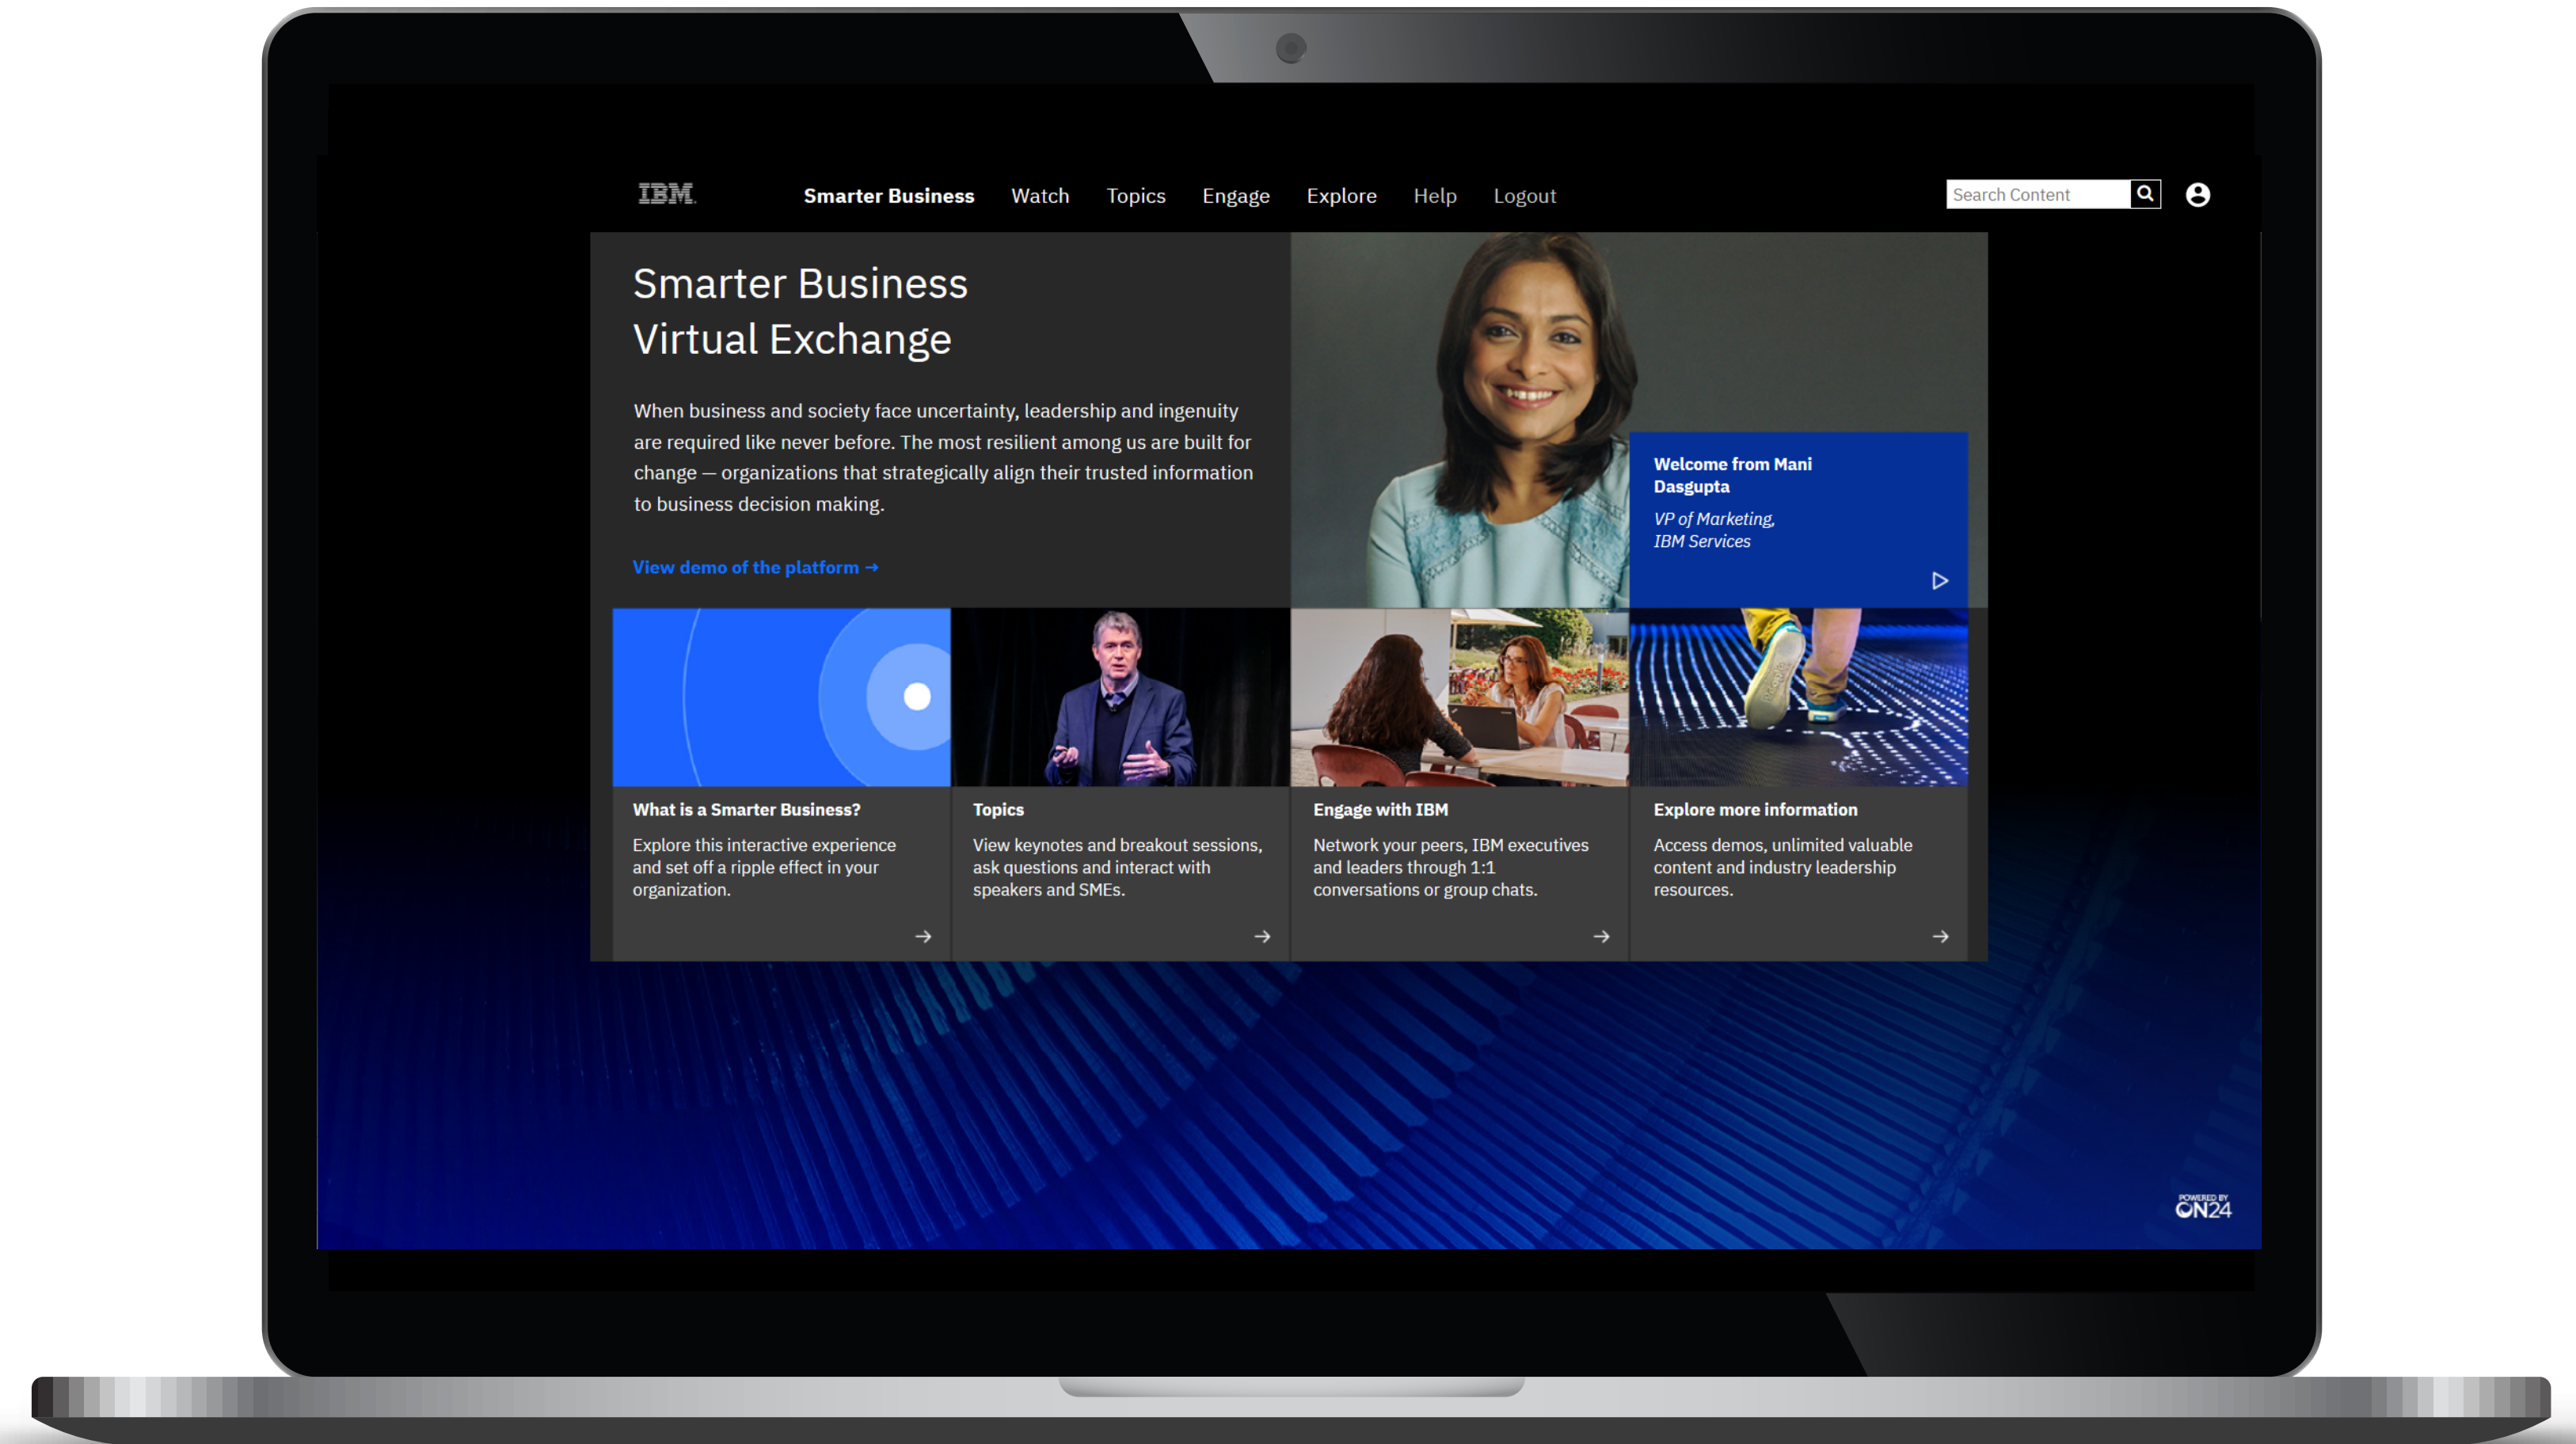 IBM
Smarter Business
Watch
Topics
Engage
Explore
Help
Logout
Search Content
Smarter Business
Virtual Exchange
When business and society face uncertainty, leadership and ingenuity
are required like never before. The most resilient among us are built for
change — organizations that strategically align their trusted information
to business decision making.
View demo of the platform →
Welcome from Mani
Dasgupta
VP of Marketing,
IBM Services
What is a Smarter Business?
Explore this interactive experience
and set off a ripple effect in your
organization.
Topics
View keynotes and breakout sessions,
ask questions and interact with
speakers and SMEs.
Engage with IBM
Network your peers, IBM executives
and leaders through 1:1
conversations or group chats.
Explore more information
Access demos, unlimited valuable
content and industry leadership
resources.
POWERED BY
ON24